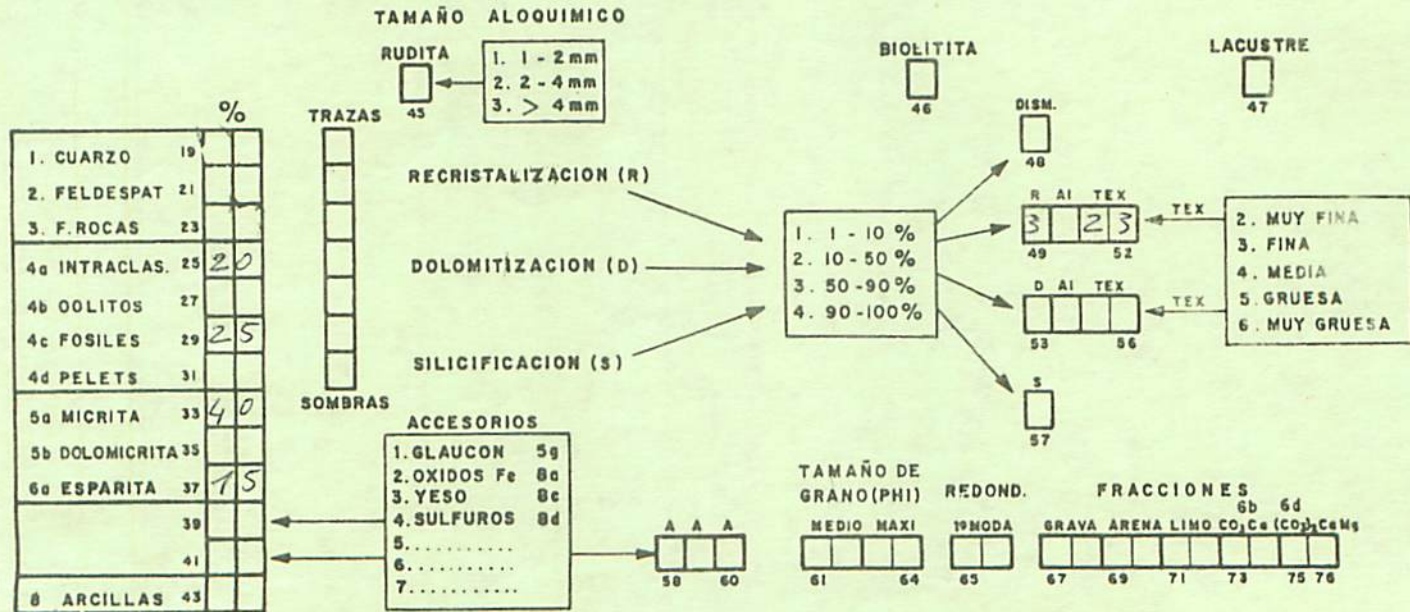 TAMAÑO ALOQUIMICO
RUDITA
45
1. 1 - 2 mm
2. 2 - 4 mm
3. > 4 mm
BIOLITITA
46
LACUSTRE
47
%
1. CUARZO 19
2. FELDESPAT 21
3. F. ROCAS 23
4a INTRACLAS. 25 20
4b OOLITOS 27
4c FOSILES 29 25
4d PELETS 31
5a MICRITA 33 40
5b DOLOMICRITA 35
6a ESPARITA 37 15
39
41
8 ARCILLAS 43
TRAZAS
SOMBRAS
RECRISTALIZACION (R)
DOLOMITIZACION (D)
SILICIFICACION (S)
1. 1 - 10 %
2. 10 - 50 %
3. 50 - 90 %
4. 90 - 100 %
DISM.
48
R AI TEX
3 2 3
49 52
TEX
D AI TEX
53 56
TEX
S
57
2. MUY FINA
3. FINA
4. MEDIA
5. GRUESA
6. MUY GRUESA
ACCESORIOS
1. GLAUCON 5g
2. OXIDOS Fe 8a
3. YESO 8c
4. SULFUROS 8d
5. ..........
6. ..........
7. ..........
A A A
58 60
TAMAÑO DE
GRANO (PHI)
MEDIO MAXI
61 64
REDOND.
1ª MODA
65
FRACCIONES
6b 6d
GRAVA ARENA LIMO CO3Ca (CO3)2CaMg
67 69 71 73 75 76